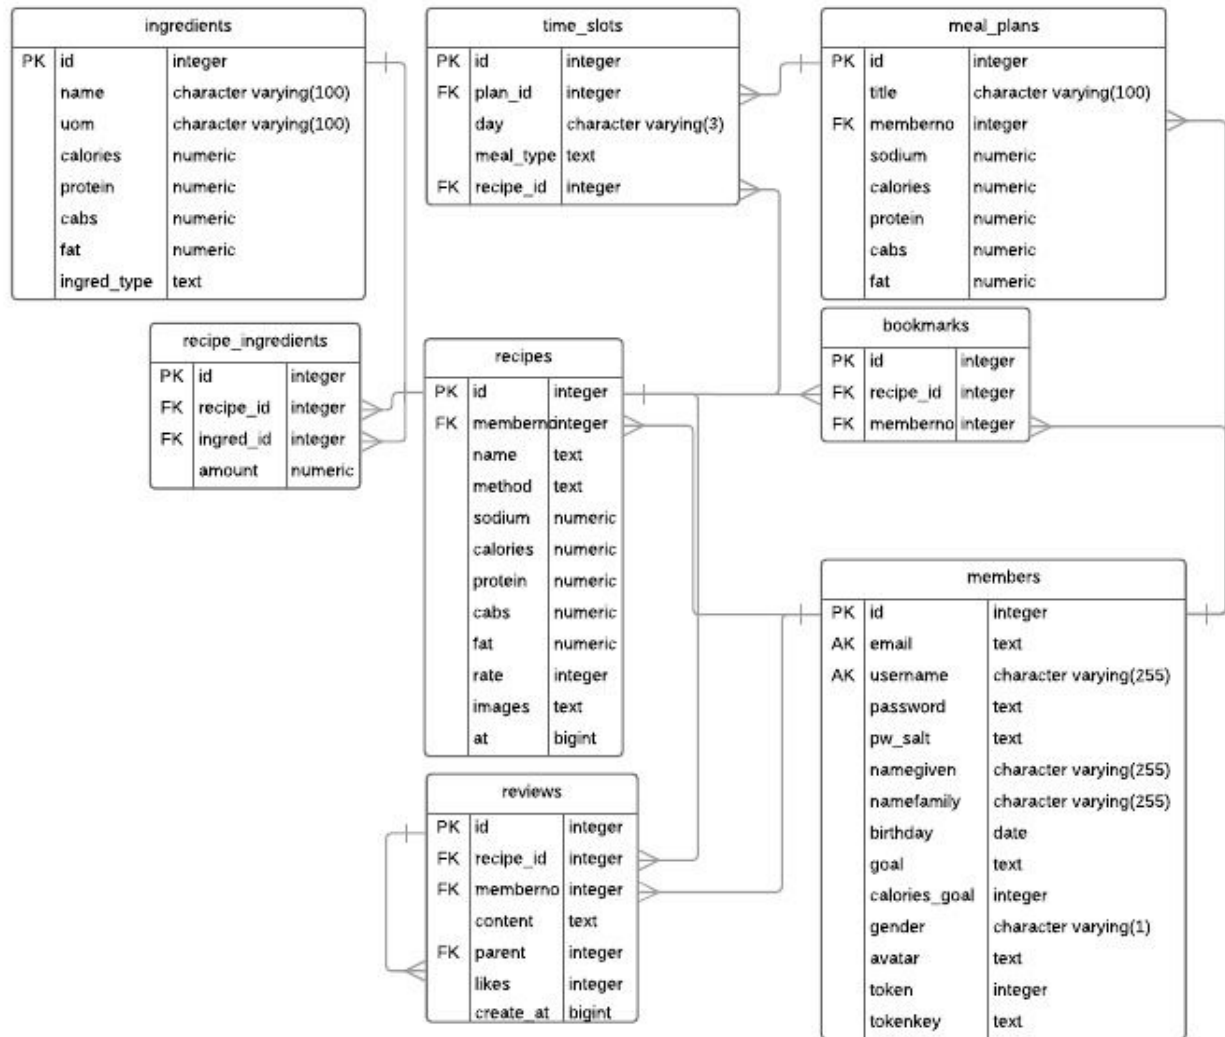 ingredients
PK id integer
name character varying(100)
uom character varying(100)
calories numeric
protein numeric
cabs numeric
fat numeric
ingred_type text
time_slots
PK id integer
FK plan_id integer
day character varying(3)
meal_type text
FK recipe_id integer
meal_plans
PK id integer
title character varying(100)
FK memberno integer
sodium numeric
calories numeric
protein numeric
cabs numeric
fat numeric
recipe_ingredients
PK id integer
FK recipe_id integer
FK ingred_id integer
amount numeric
recipes
PK id integer
FK memberno integer
name text
method text
sodium numeric
calories numeric
protein numeric
cabs numeric
fat numeric
rate integer
images text
at bigint
bookmarks
PK id integer
FK recipe_id integer
FK memberno integer
members
PK id integer
AK email text
AK username character varying(255)
password text
pw_salt text
namegiven character varying(255)
namefamily character varying(255)
birthday date
goal text
calories_goal integer
gender character varying(1)
avatar text
token integer
tokenkey text
reviews
PK id integer
FK recipe_id integer
FK memberno integer
content text
FK parent integer
likes integer
create_at bigint